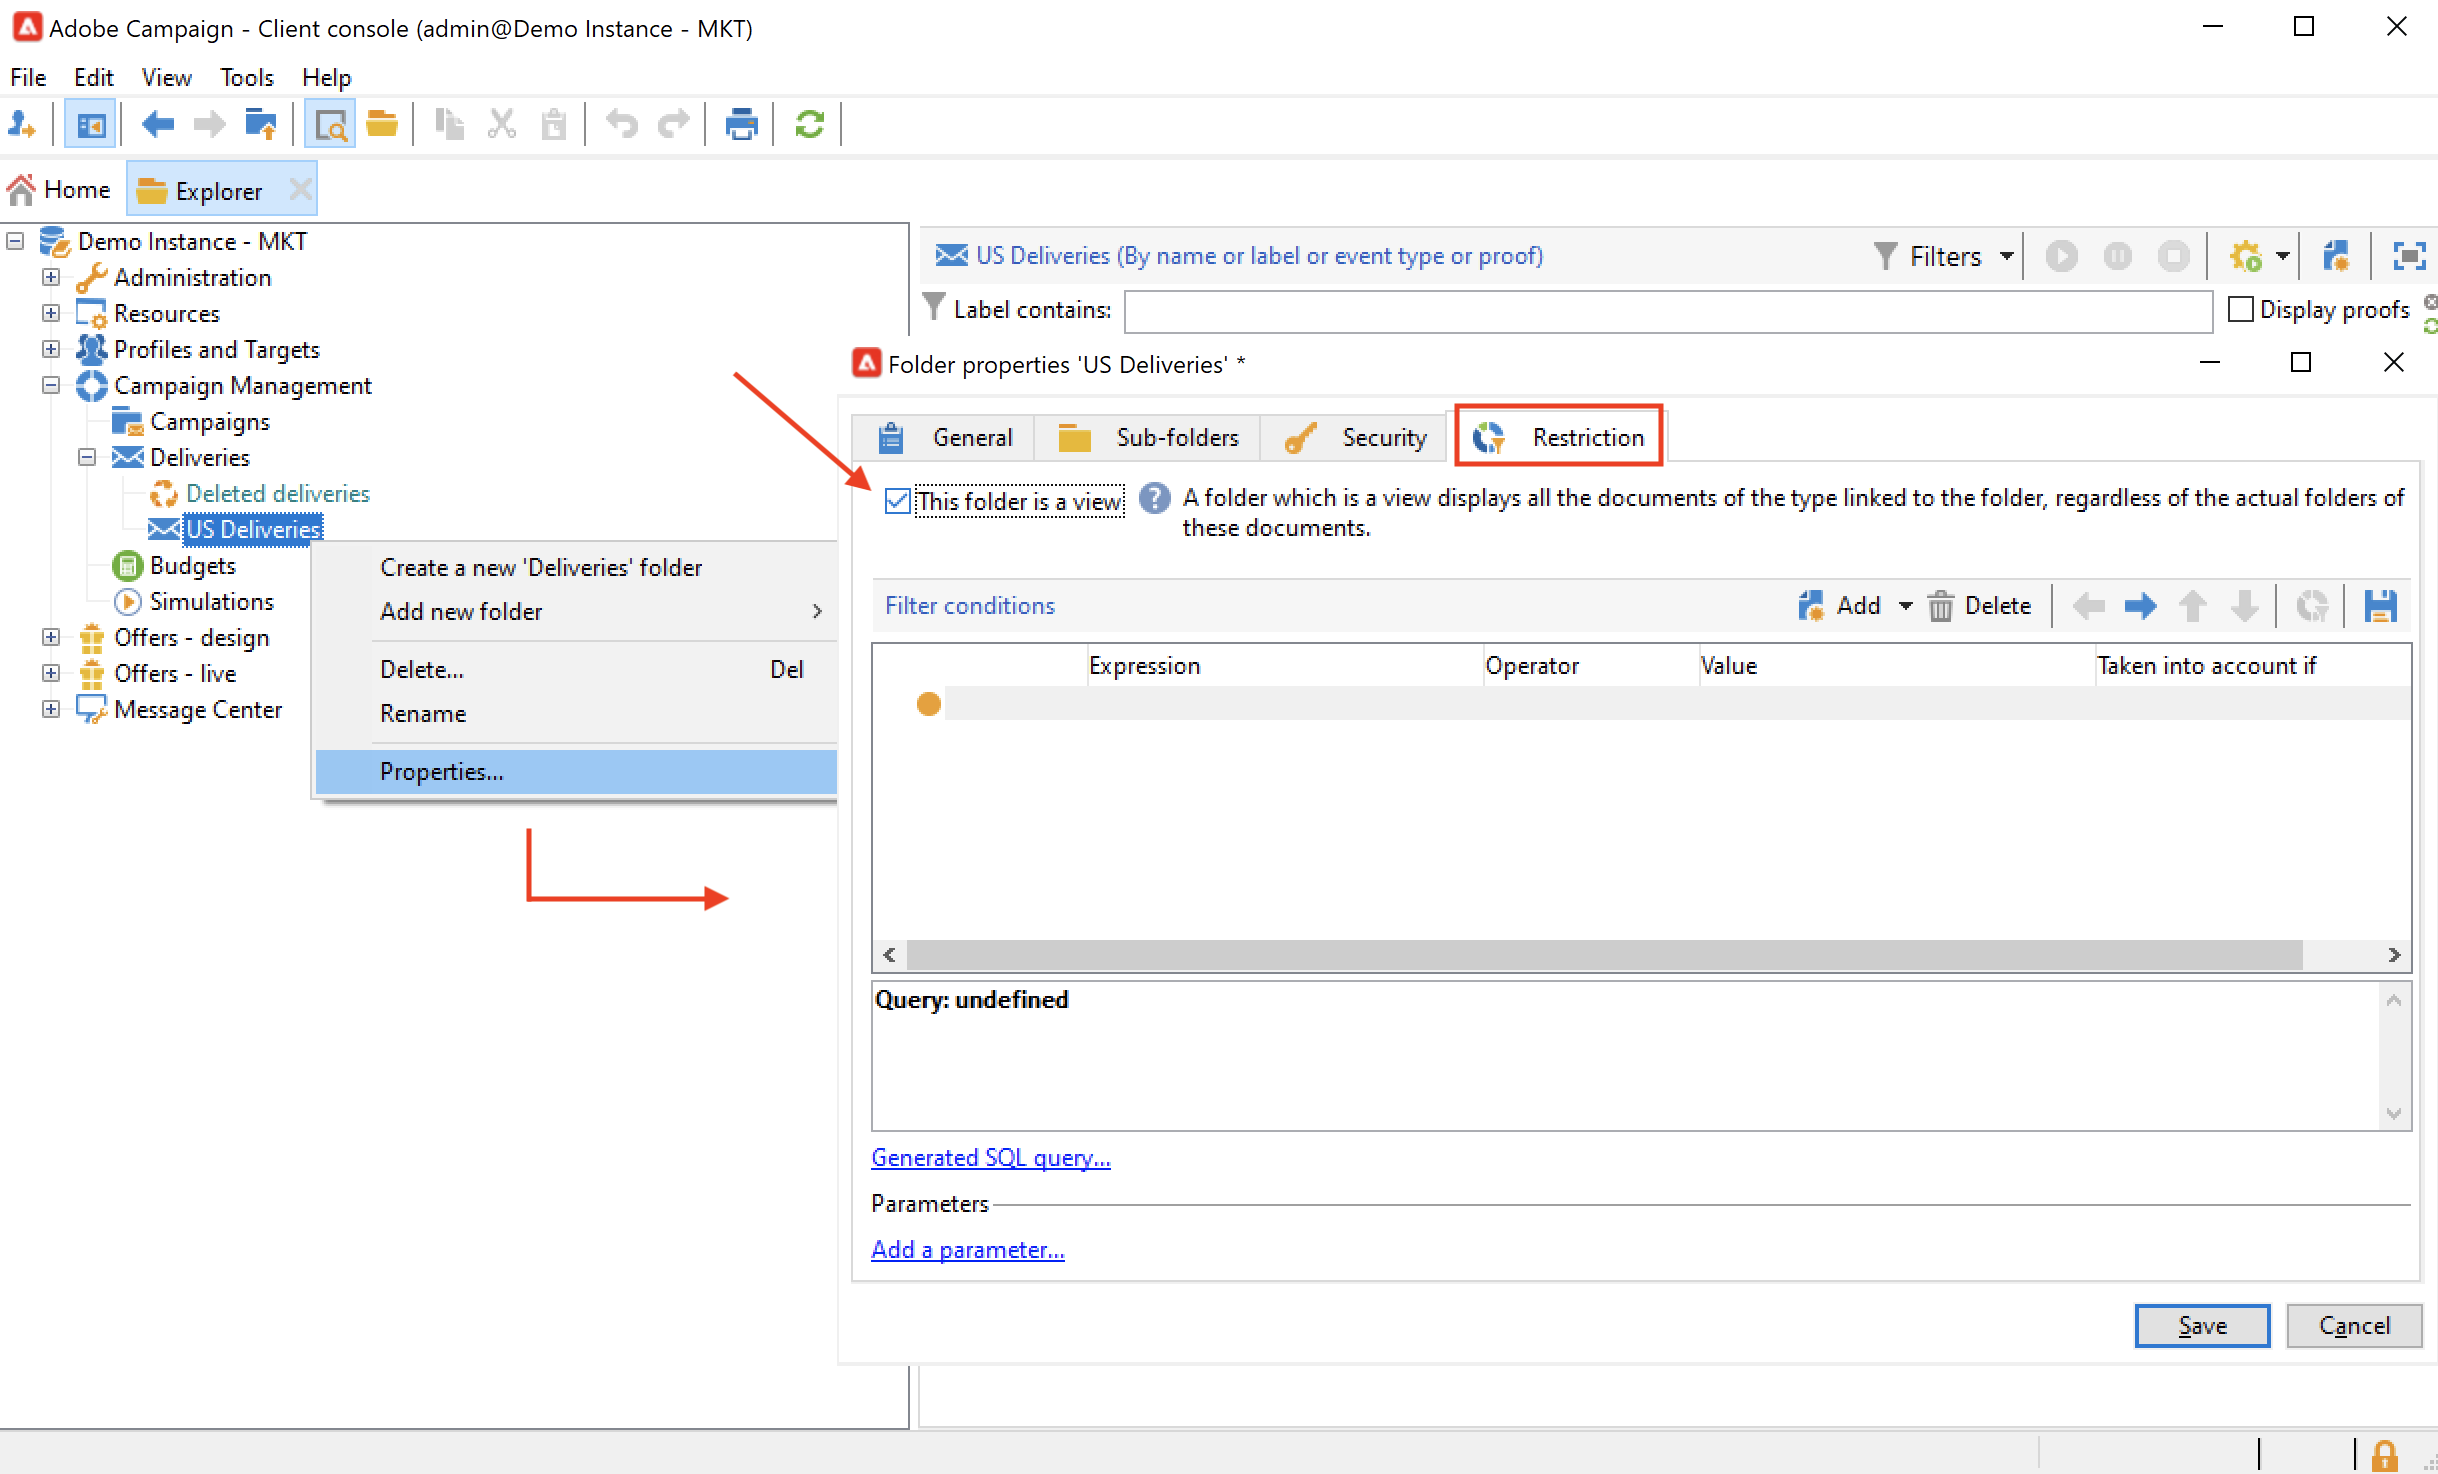 Adobe Campaign - Client console (admin@Demo Instance - MKT)
File Edit View Tools Help
Home Explorer
Demo Instance - MKT
Administration
Resources
Profiles and Targets
Campaign Management
Campaigns
Deliveries
Deleted deliveries
US Deliveries
Budgets
Simulations
Offers - design
Offers - live
Message Center
Create a new 'Deliveries' folder
Add new folder
Delete... Del
Rename
Properties...
US Deliveries (By name or label or event type or proof) Filters
Label contains: Display proofs
Folder properties 'US Deliveries' *
General Sub-folders Security Restriction
This folder is a view ? A folder which is a view displays all the documents of the type linked to the folder, regardless of the actual folders of
these documents.
Filter conditions Add Delete
Expression Operator Value Taken into account if
Query: undefined
Generated SQL query...
Parameters
Add a parameter...
Save Cancel